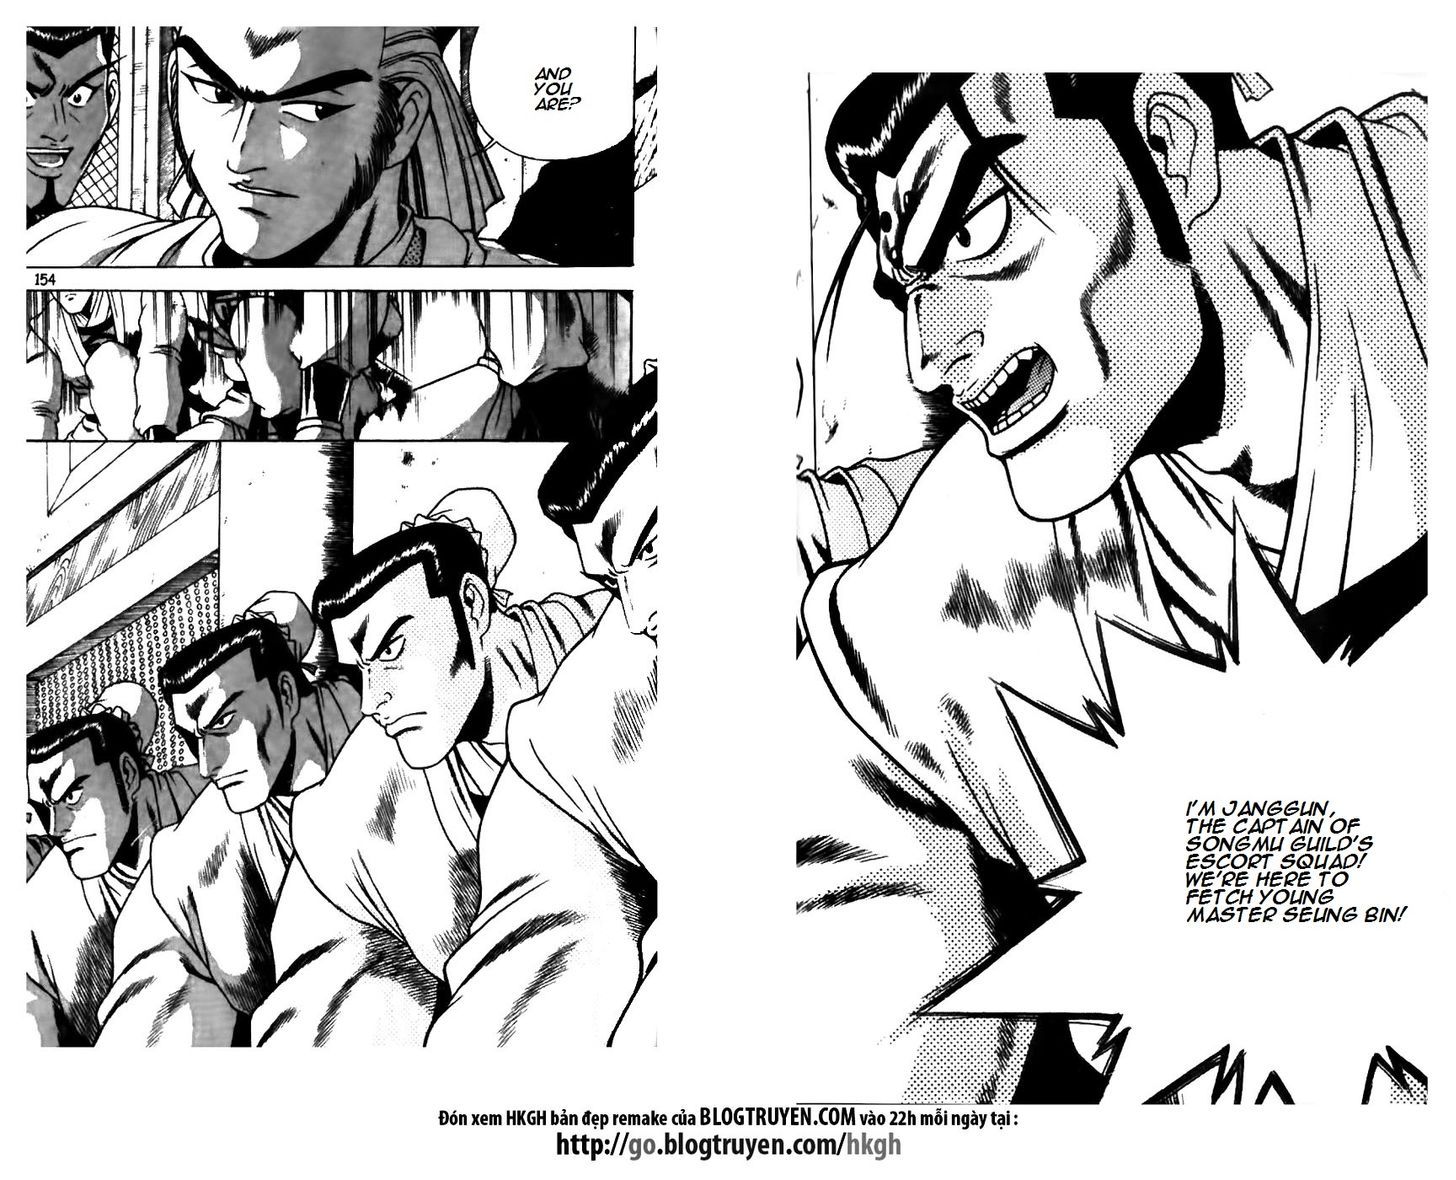 AND
YOU
ARE?
154
I'M JANGGUN,
THE CAPTAIN OF
SONGMU GUILD'S
ESCORT SQUAD!
WE'RE HERE TO
FETCH YOUNG
MASTER SEUNG BIN!
Đón xem HKGH bản đẹp remake của BLOGTRUYEN.COM vào 22h mỗi ngày tại :
http://go.blogtruyen.com/hkgh